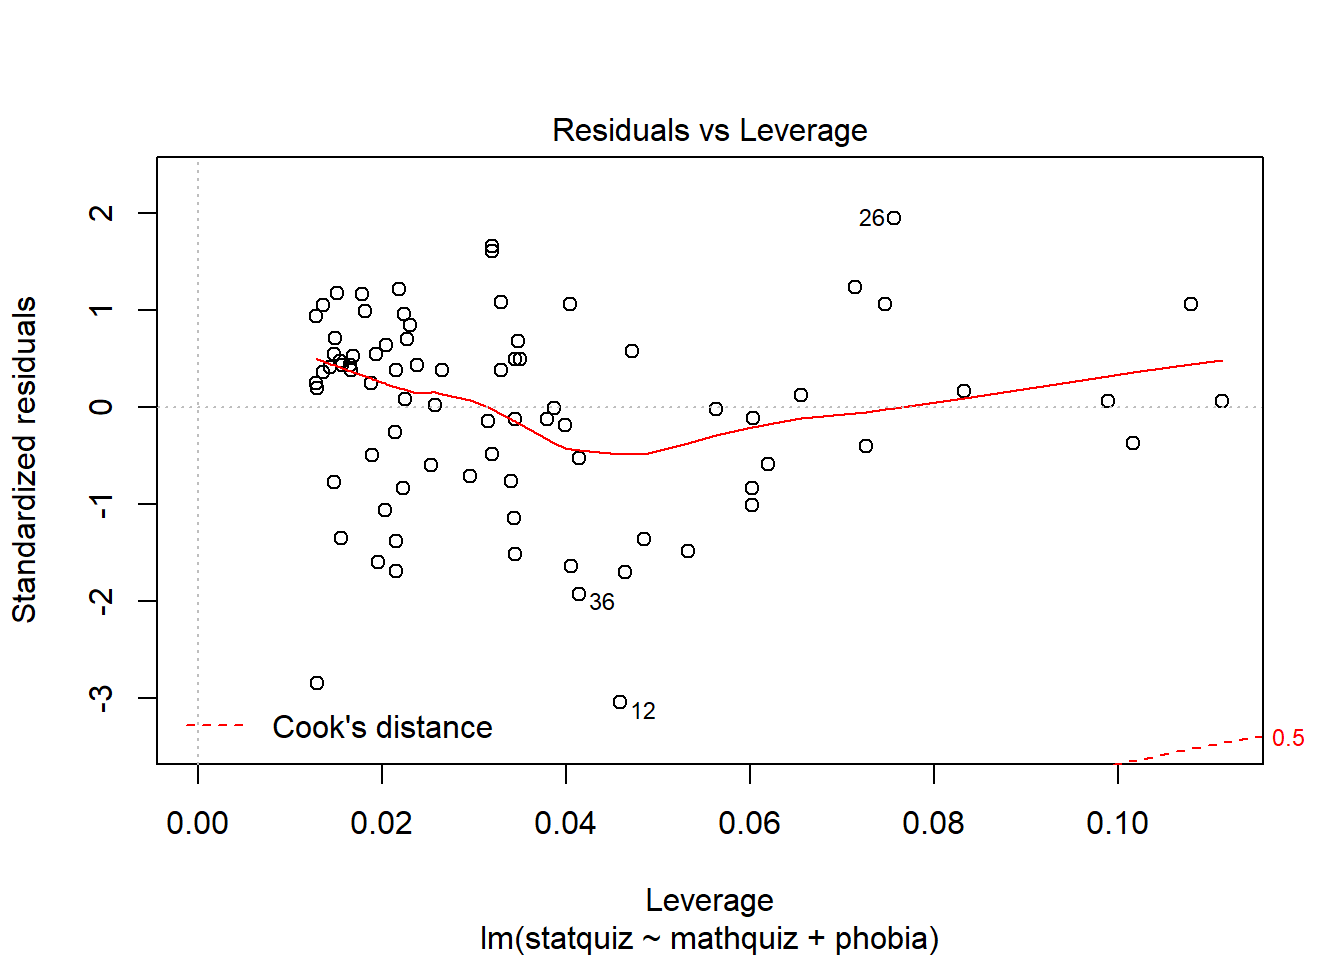 Residuals vs Leverage
Standardized residuals
2
1
0
-1
-2
-3
26
36
12
Cook's distance
0.5
0.00 0.02 0.04 0.06 0.08 0.10
Leverage
lm(statquiz ~ mathquiz + phobia)